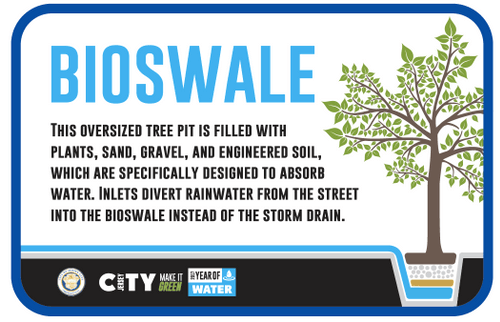 BIOSWALE
THIS OVERSIZED TREE PIT IS FILLED WITH
PLANTS, SAND, GRAVEL, AND ENGINEERED SOIL,
WHICH ARE SPECIFICALLY DESIGNED TO ABSORB
WATER. INLETS DIVERT RAINWATER FROM THE STREET
INTO THE BIOSWALE INSTEAD OF THE STORM DRAIN.
JERSEY CITY
MAKE IT
GREEN
YEAR OF
WATER